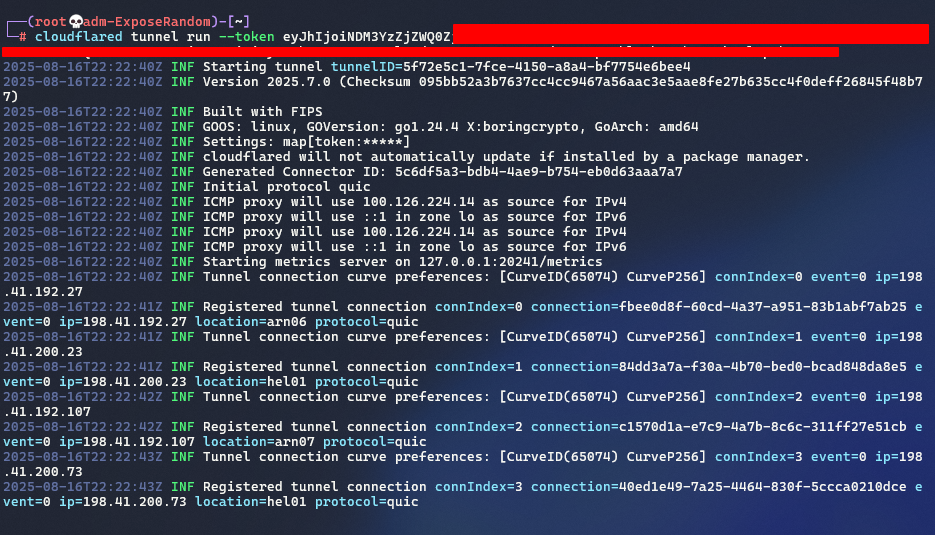 ┌──(root💀adm-ExposeRandom)-[~]
└─# cloudflared tunnel run --token eyJhIjoiNDM3YzZjZWQ0Z
2025-08-16T22:22:40Z INF Starting tunnel tunnelID=5f72e5c1-7fce-4150-a8a4-bf7754e6bee4
2025-08-16T22:22:40Z INF Version 2025.7.0 (Checksum 095bb52a3b7637cc4cc9467a56aac3e5aae8fe27b635cc4f0deff26845f48b7
7)
2025-08-16T22:22:40Z INF Built with FIPS
2025-08-16T22:22:40Z INF GOOS: linux, GOVersion: go1.24.4 X:boringcrypto, GoArch: amd64
2025-08-16T22:22:40Z INF Settings: map[token:*****]
2025-08-16T22:22:40Z INF cloudflared will not automatically update if installed by a package manager.
2025-08-16T22:22:40Z INF Generated Connector ID: 5c6df5a3-bdb4-4ae9-b754-eb0d63aaa7a7
2025-08-16T22:22:40Z INF Initial protocol quic
2025-08-16T22:22:40Z INF ICMP proxy will use 100.126.224.14 as source for IPv4
2025-08-16T22:22:40Z INF ICMP proxy will use ::1 in zone lo as source for IPv6
2025-08-16T22:22:40Z INF ICMP proxy will use 100.126.224.14 as source for IPv4
2025-08-16T22:22:40Z INF ICMP proxy will use ::1 in zone lo as source for IPv6
2025-08-16T22:22:40Z INF Starting metrics server on 127.0.0.1:20241/metrics
2025-08-16T22:22:40Z INF Tunnel connection curve preferences: [CurveID(65074) CurveP256] connIndex=0 event=0 ip=198
.41.192.27
2025-08-16T22:22:41Z INF Registered tunnel connection connIndex=0 connection=fbee0d8f-60cd-4a37-a951-83b1abf7ab25 e
vent=0 ip=198.41.192.27 location=arn06 protocol=quic
2025-08-16T22:22:41Z INF Tunnel connection curve preferences: [CurveID(65074) CurveP256] connIndex=1 event=0 ip=198
.41.200.23
2025-08-16T22:22:41Z INF Registered tunnel connection connIndex=1 connection=84dd3a7a-f30a-4b70-bed0-bcad848da8e5 e
vent=0 ip=198.41.200.23 location=hel01 protocol=quic
2025-08-16T22:22:42Z INF Tunnel connection curve preferences: [CurveID(65074) CurveP256] connIndex=2 event=0 ip=198
.41.192.107
2025-08-16T22:22:42Z INF Registered tunnel connection connIndex=2 connection=c1570d1a-e7c9-4a7b-8c6c-311ff27e51cb e
vent=0 ip=198.41.192.107 location=arn07 protocol=quic
2025-08-16T22:22:43Z INF Tunnel connection curve preferences: [CurveID(65074) CurveP256] connIndex=3 event=0 ip=198
.41.200.73
2025-08-16T22:22:43Z INF Registered tunnel connection connIndex=3 connection=40ed1e49-7a25-4464-830f-5ccca0210dce e
vent=0 ip=198.41.200.73 location=hel01 protocol=quic